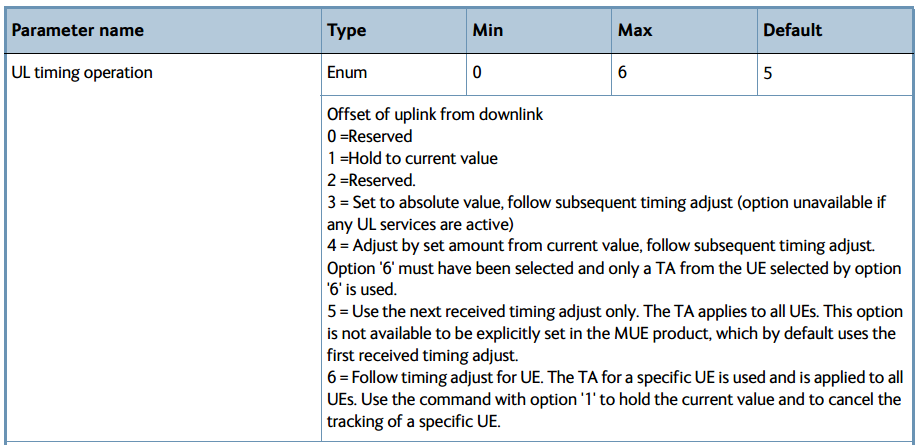 Parameter name Type Min Max Default
UL timing operation Enum 0 6 5
Offset of uplink from downlink
0 =Reserved
1 =Hold to current value
2 =Reserved.
3 = Set to absolute value, follow subsequent timing adjust (option unavailable if
any UL services are active)
4 = Adjust by set amount from current value, follow subsequent timing adjust.
Option '6' must have been selected and only a TA from the UE selected by option
'6' is used.
5 = Use the next received timing adjust only. The TA applies to all UEs. This option
is not available to be explicitly set in the MUE product, which by default uses the
first received timing adjust.
6 = Follow timing adjust for UE. The TA for a specific UE is used and is applied to all
UEs. Use the command with option '1' to hold the current value and to cancel the
tracking of a specific UE.